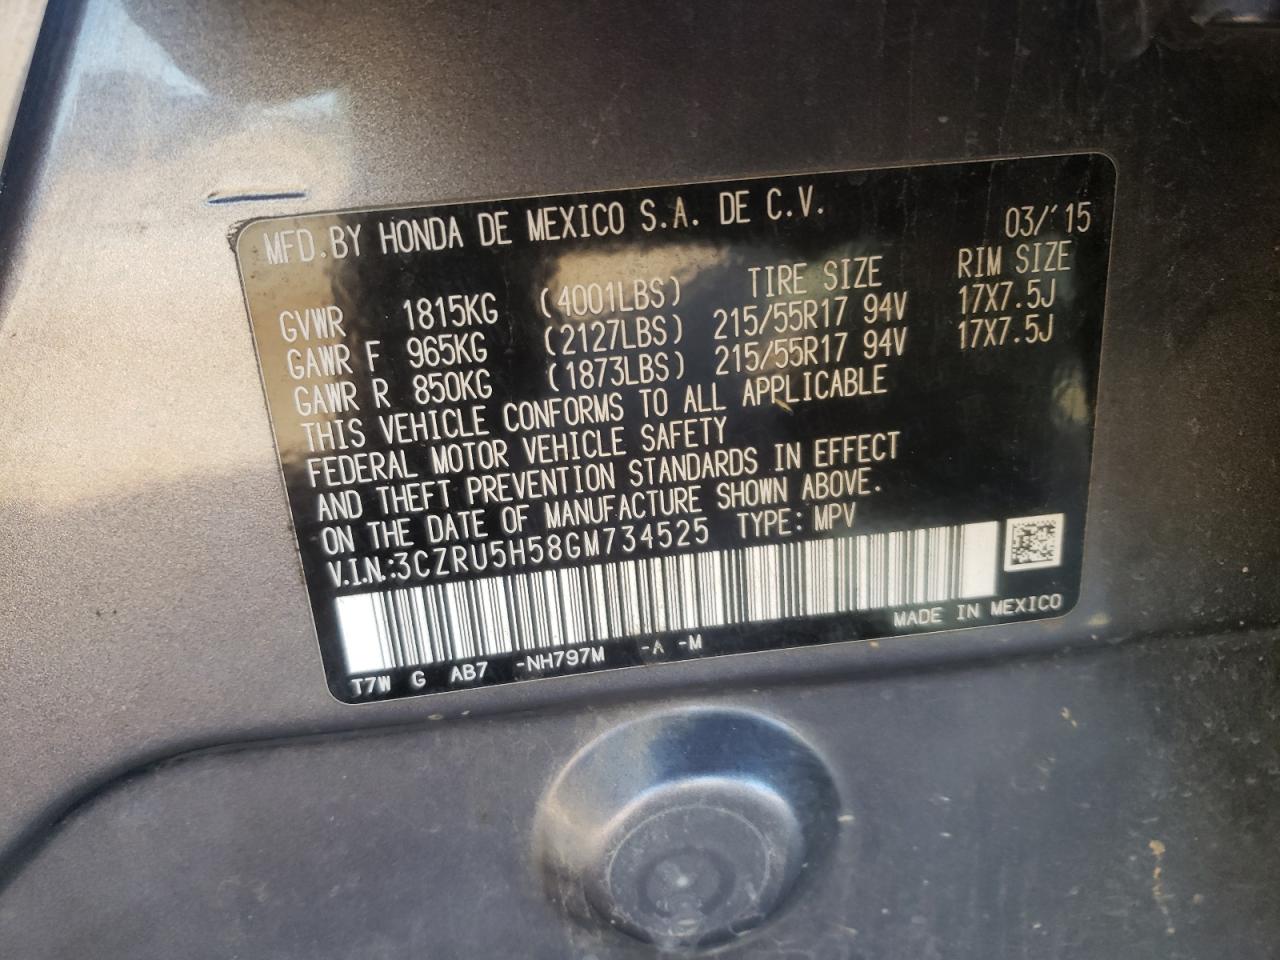 MFD. BY HONDA DE MEXICO S.A. DE C.V. 03/'15
TIRE SIZE RIM SIZE
GVWR 1815KG (4001LBS)
GAWR F 965KG (2127LBS) 215/55R17 94V 17X7.5J
GAWR R 850KG (1873LBS) 215/55R17 94V 17X7.5J
THIS VEHICLE CONFORMS TO ALL APPLICABLE
FEDERAL MOTOR VEHICLE SAFETY
AND THEFT PREVENTION STANDARDS IN EFFECT
ON THE DATE OF MANUFACTURE SHOWN ABOVE.
V.I.N.:3CZRU5H58GM734525 TYPE: MPV
MADE IN MEXICO
T7W G AB7 -NH797M -A -M